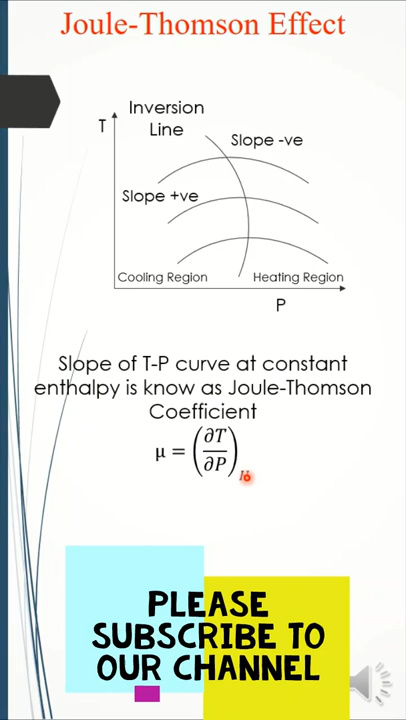 Joule-Thomson Effect
Inversion
Line
T
Slope -ve
Slope +ve
Cooling Region
Heating Region
P
Slope of T-P curve at constant
enthalpy is know as Joule-Thomson
Coefficient
μ = (∂T/∂P)
PLEASE
SUBSCRIBE TO
OUR CHANNEL